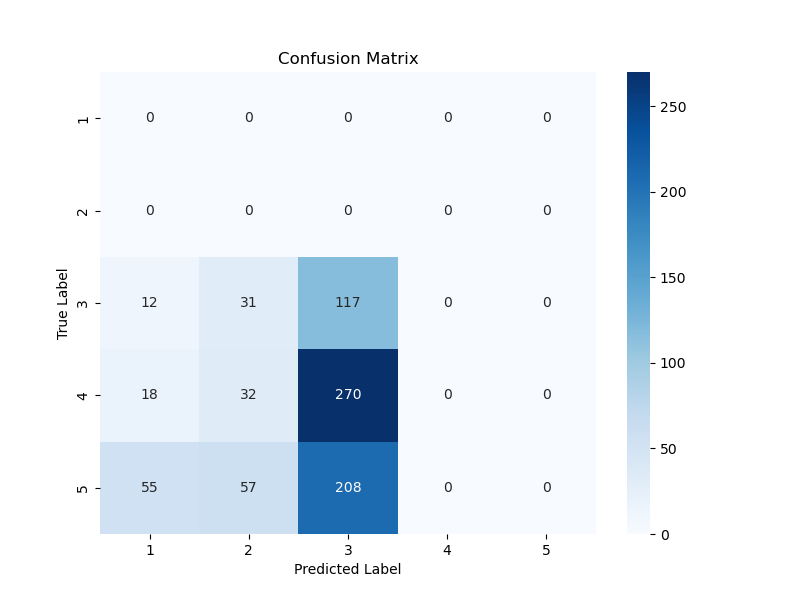 Confusion Matrix
1 0 0 0 0 0
2 0 0 0 0 0
3 12 31 117 0 0
4 18 32 270 0 0
5 55 57 208 0 0
1 2 3 4 5
True Label
Predicted Label
250
200
150
100
50
0